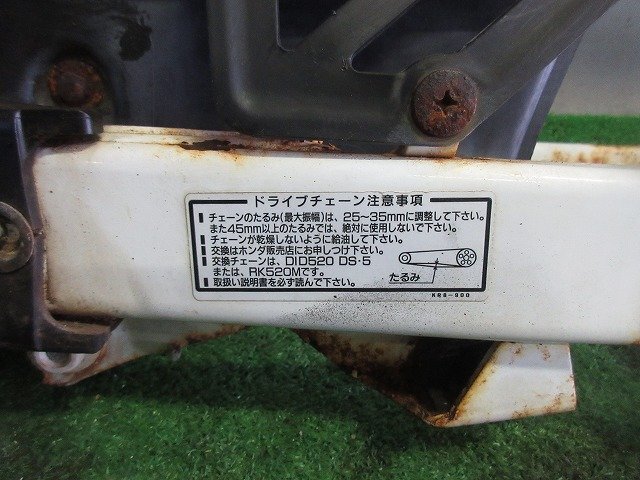 ドライブチェーン注意事項
チェーンのたるみ(最大振幅)は、25〜35mmに調整して下さい。
また45mm以上のたるみでは、絶対に使用しないで下さい。
チェーンが乾燥しないように給油して下さい。
交換はホンダ販売店にお申しつけ下さい。
交換チェーンは、DID520 DS・5
または、RK520Mです。
取扱い説明書を必ず読んで下さい。
たるみ